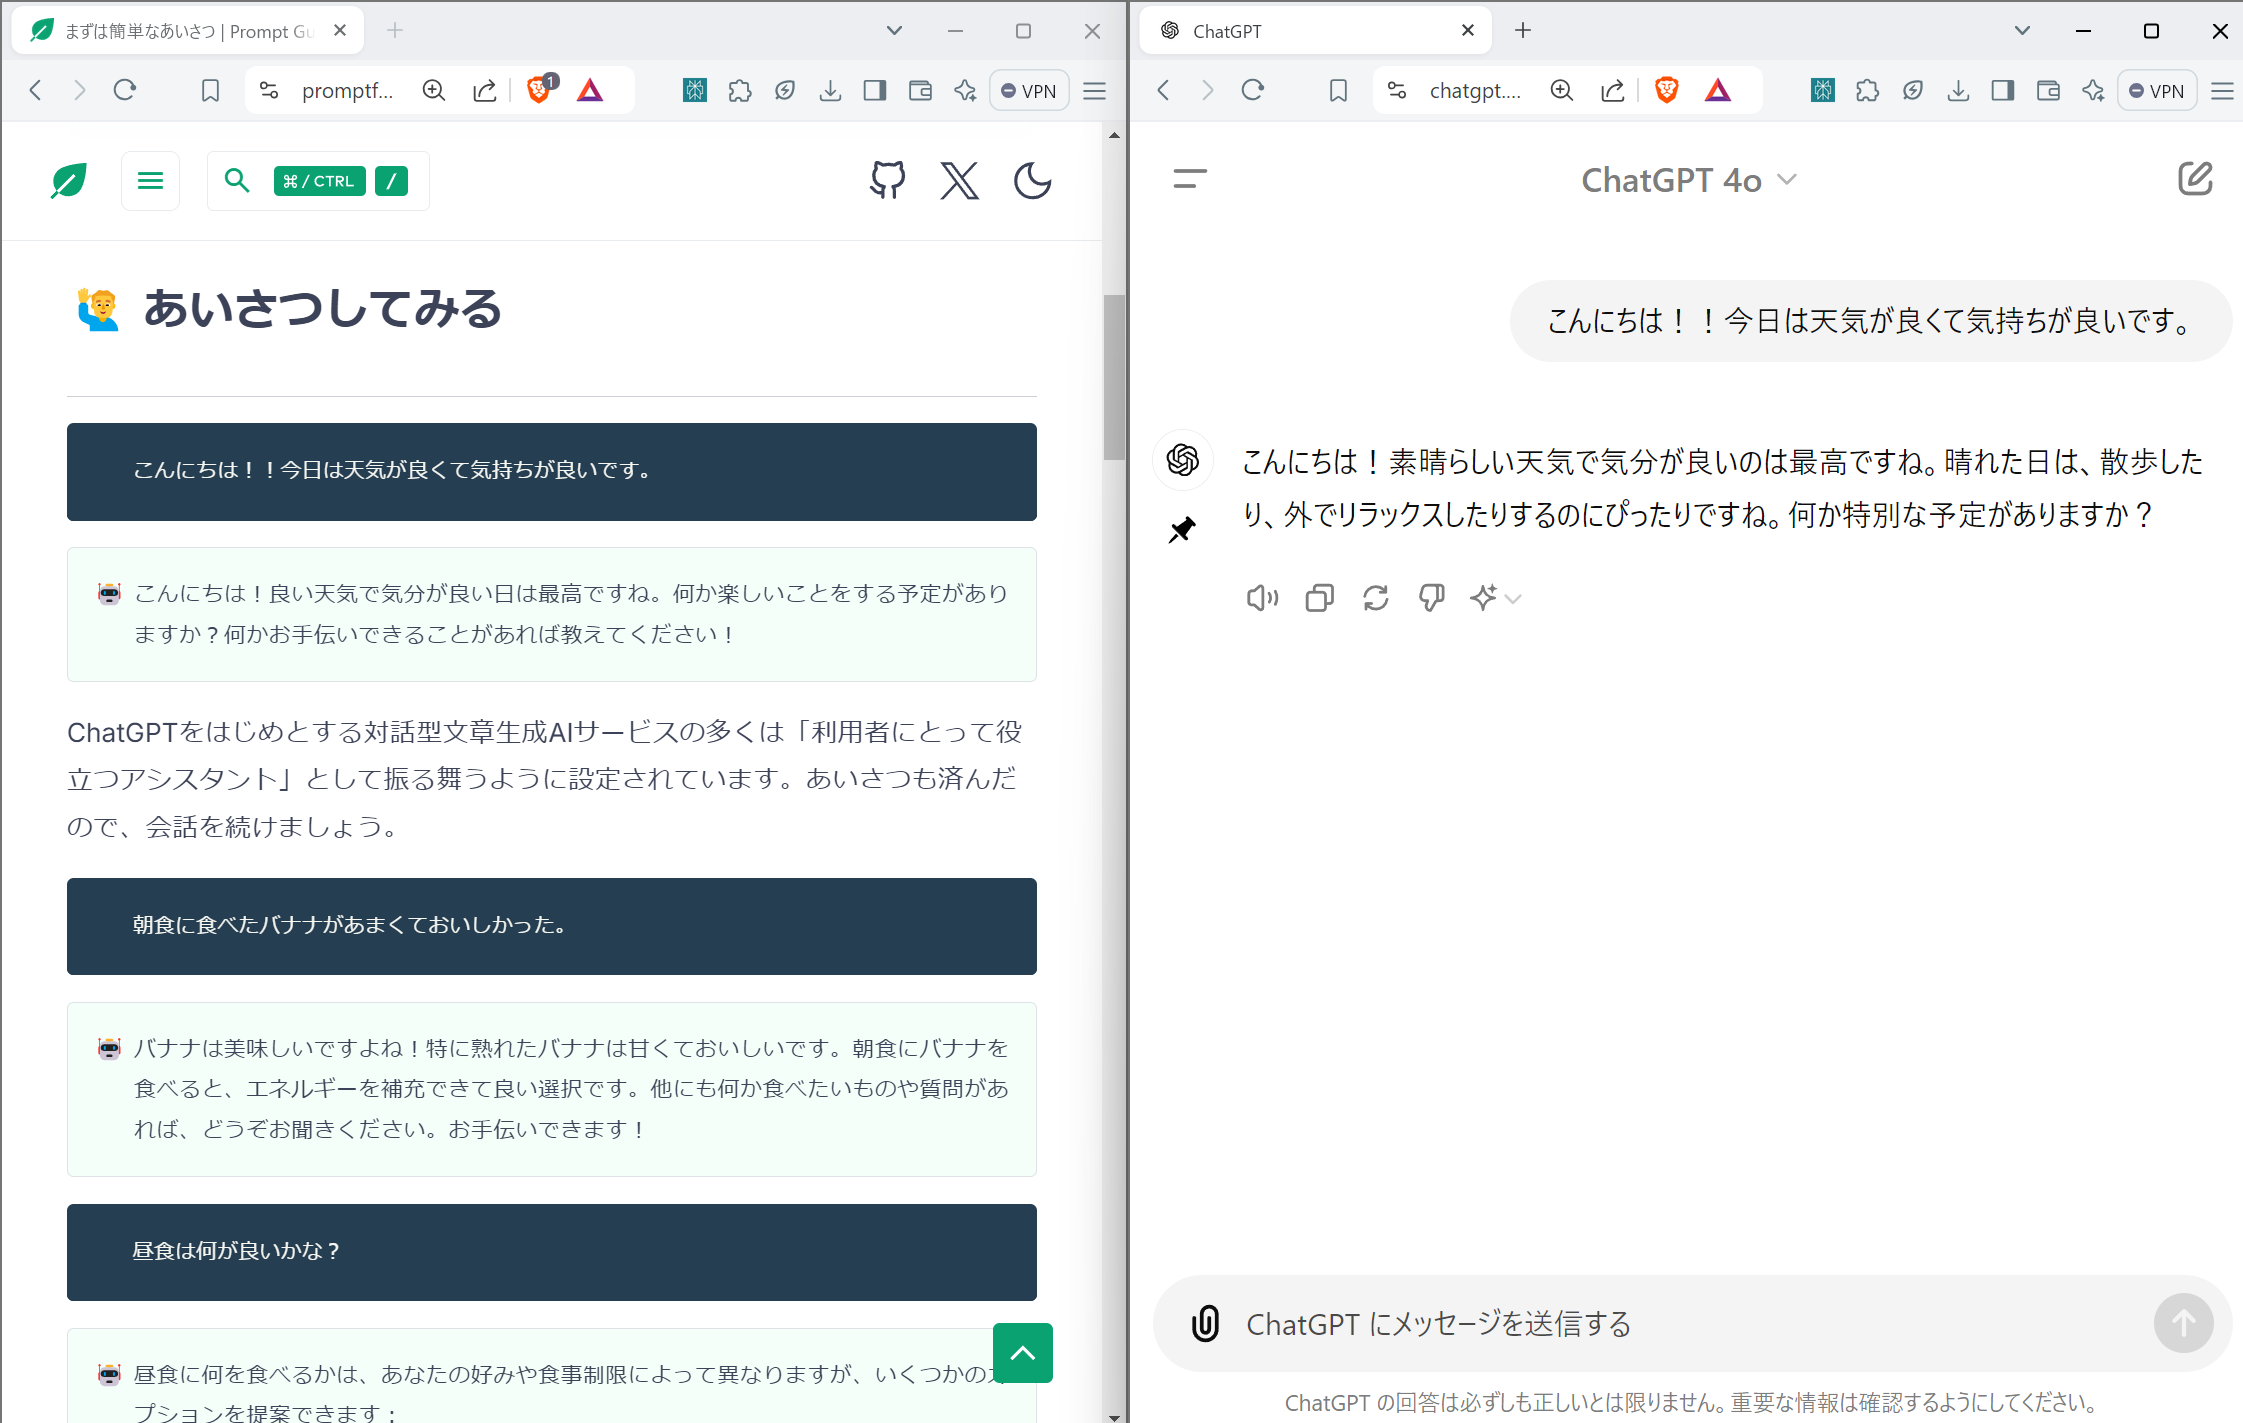 まずは簡単なあいさつ | Prompt Gu
promptf...
1
VPN
⌘ / CTRL
/
あいさつしてみる
こんにちは！！今日は天気が良くて気持ちが良いです。
こんにちは！良い天気で気分が良い日は最高ですね。何か楽しいことをする予定があり
ますか？何かお手伝いできることがあれば教えてください！
ChatGPTをはじめとする対話型文章生成AIサービスの多くは「利用者にとって役
立つアシスタント」として振る舞うように設定されています。あいさつも済んだ
ので、会話を続けましょう。
朝食に食べたバナナがあまくておいしかった。
バナナは美味しいですよね！特に熟れたバナナは甘くておいしいです。朝食にバナナを
食べると、エネルギーを補充できて良い選択です。他にも何か食べたいものや質問があ
れば、どうぞお聞きください。お手伝いできます！
昼食は何が良いかな？
昼食に何を食べるかは、あなたの好みや食事制限によって異なりますが、いくつかのオ
プションを提案できます：
ChatGPT
chatgpt....
VPN
ChatGPT 4o
こんにちは！！今日は天気が良くて気持ちが良いです。
こんにちは！素晴らしい天気で気分が良いのは最高ですね。晴れた日は、散歩した
り、外でリラックスしたりするのにぴったりですね。何か特別な予定がありますか？
ChatGPT にメッセージを送信する
ChatGPT の回答は必ずしも正しいとは限りません。重要な情報は確認するようにしてください。